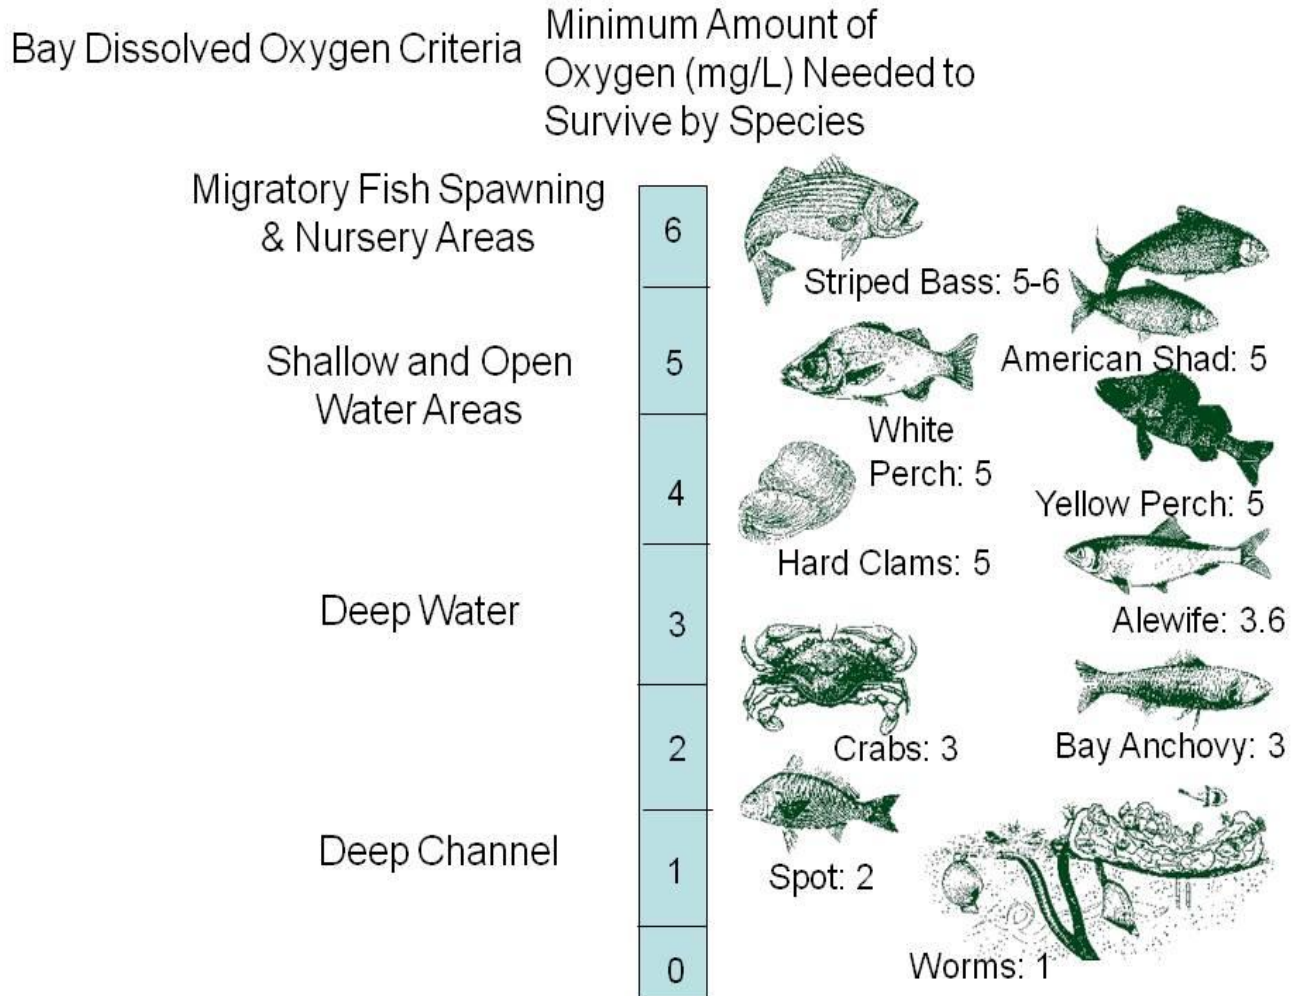 Bay Dissolved Oxygen Criteria
Minimum Amount of
Oxygen (mg/L) Needed to
Survive by Species
Migratory Fish Spawning
& Nursery Areas
6
Striped Bass: 5-6
American Shad: 5
Shallow and Open
Water Areas
5
White
Perch: 5
Yellow Perch: 5
4
Hard Clams: 5
Alewife: 3.6
Deep Water
3
Crabs: 3
Bay Anchovy: 3
2
Spot: 2
Deep Channel
1
Worms: 1
0